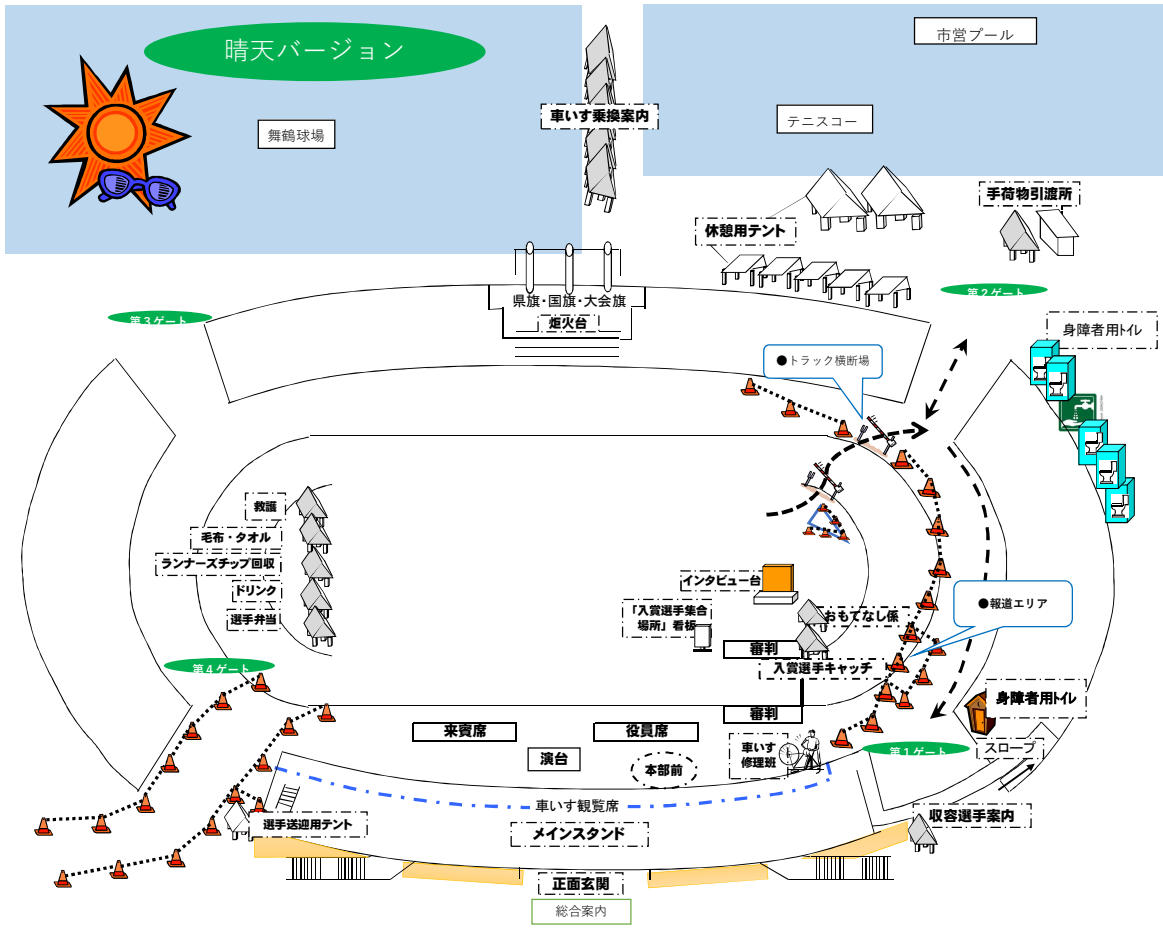 晴天バージョン
市営プール
車いす乗換案内
テニスコー
舞鶴球場
手荷物引渡所
休憩用テント
第2ゲート
県旗・国旗・大会旗
炬火台
第3ゲート
身障者用トイレ
●トラック横断場
救護
毛布・タオル
ランナーズチップ回収
ドリンク
選手弁当
インタビュー台
「入賞選手集合
場所」看板
おもてなし係
●報道エリア
審判
入賞選手キャッチ
第4ゲート
身障者用トイレ
審判
来賓席
役員席
車いす
修理班
第1ゲート
スロープ
演台
本部前
車いす観覧席
選手送迎用テント
メインスタンド
収容選手案内
正面玄関
総合案内